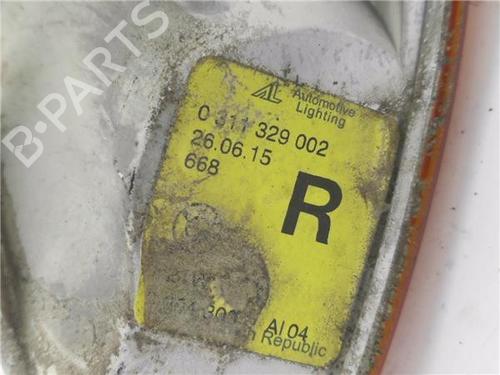 B-PARTS
AL Automotive
Lighting
0 311 329 002
26.06.15
668
R
AI 04
Republic